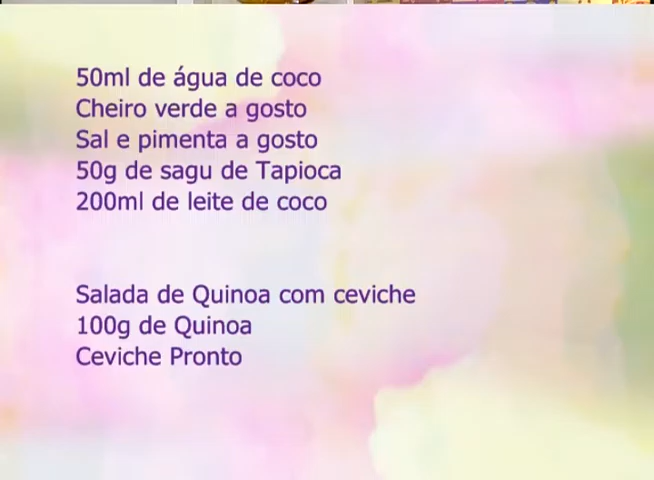 50ml de água de coco
Cheiro verde a gosto
Sal e pimenta a gosto
50g de sagu de Tapioca
200ml de leite de coco
Salada de Quinoa com ceviche
100g de Quinoa
Ceviche Pronto